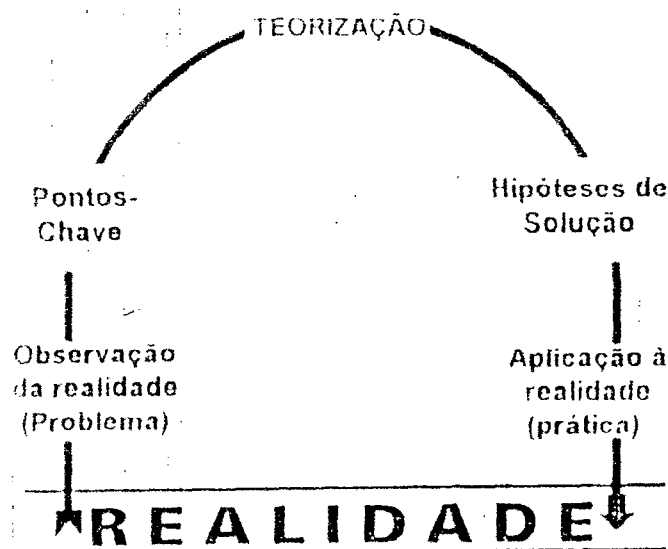 TEORIZAÇÃO
Pontos-
Chave
Hipóteses de
Solução
Observação
da realidade
(Problema)
Aplicação à
realidade
(prática)
REALIDADE